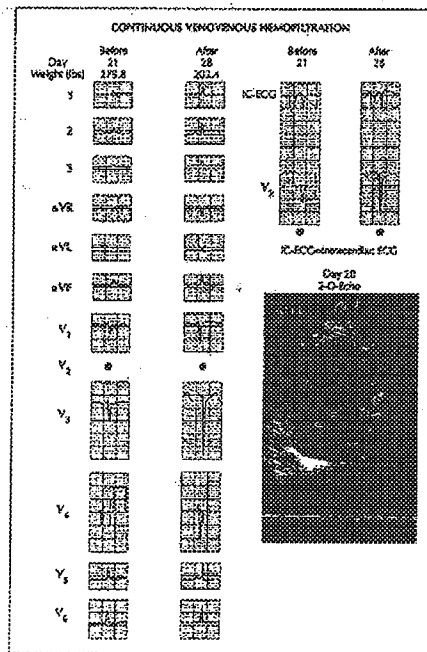 CONTINUOUS VENOVENOUS HEMOFILTRATION
Before After Before After
Day 21 28 21 28
Weight (lbs)
IC-ECG
2
3
aVR
aVL
aVF
V1
V2
V3
V4
V5
V6
IC-ECG=intracardiac ECG
Day 20
2-D-Echo